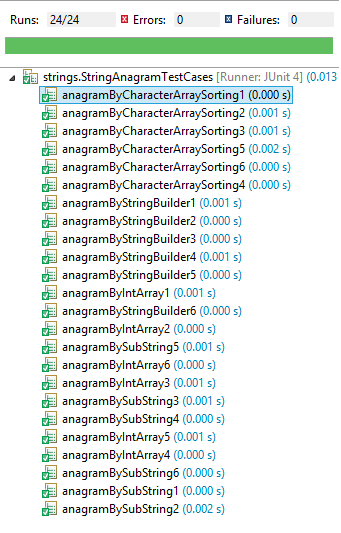 Runs: 24/24 Errors: 0 Failures: 0
strings.StringAnagramTestCases [Runner: JUnit 4] (0.013
anagramByCharacterArraySorting1 (0.000 s)
anagramByCharacterArraySorting2 (0.001 s)
anagramByCharacterArraySorting3 (0.001 s)
anagramByCharacterArraySorting5 (0.002 s)
anagramByCharacterArraySorting6 (0.000 s)
anagramByCharacterArraySorting4 (0.000 s)
anagramByStringBuilder1 (0.001 s)
anagramByStringBuilder2 (0.000 s)
anagramByStringBuilder3 (0.000 s)
anagramByStringBuilder4 (0.001 s)
anagramByStringBuilder5 (0.000 s)
anagramByIntArray1 (0.001 s)
anagramByStringBuilder6 (0.000 s)
anagramByIntArray2 (0.000 s)
anagramBySubString5 (0.001 s)
anagramByIntArray6 (0.000 s)
anagramByIntArray3 (0.001 s)
anagramBySubString3 (0.001 s)
anagramBySubString4 (0.000 s)
anagramByIntArray5 (0.001 s)
anagramByIntArray4 (0.000 s)
anagramBySubString6 (0.000 s)
anagramBySubString1 (0.000 s)
anagramBySubString2 (0.002 s)